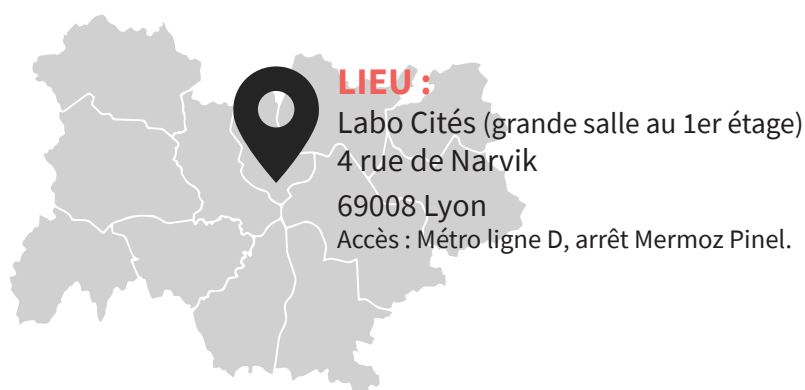 LIEU :
Labo Cités (grande salle au 1er étage)
4 rue de Narvik
69008 Lyon
Accès : Métro ligne D, arrêt Mermoz Pinel.